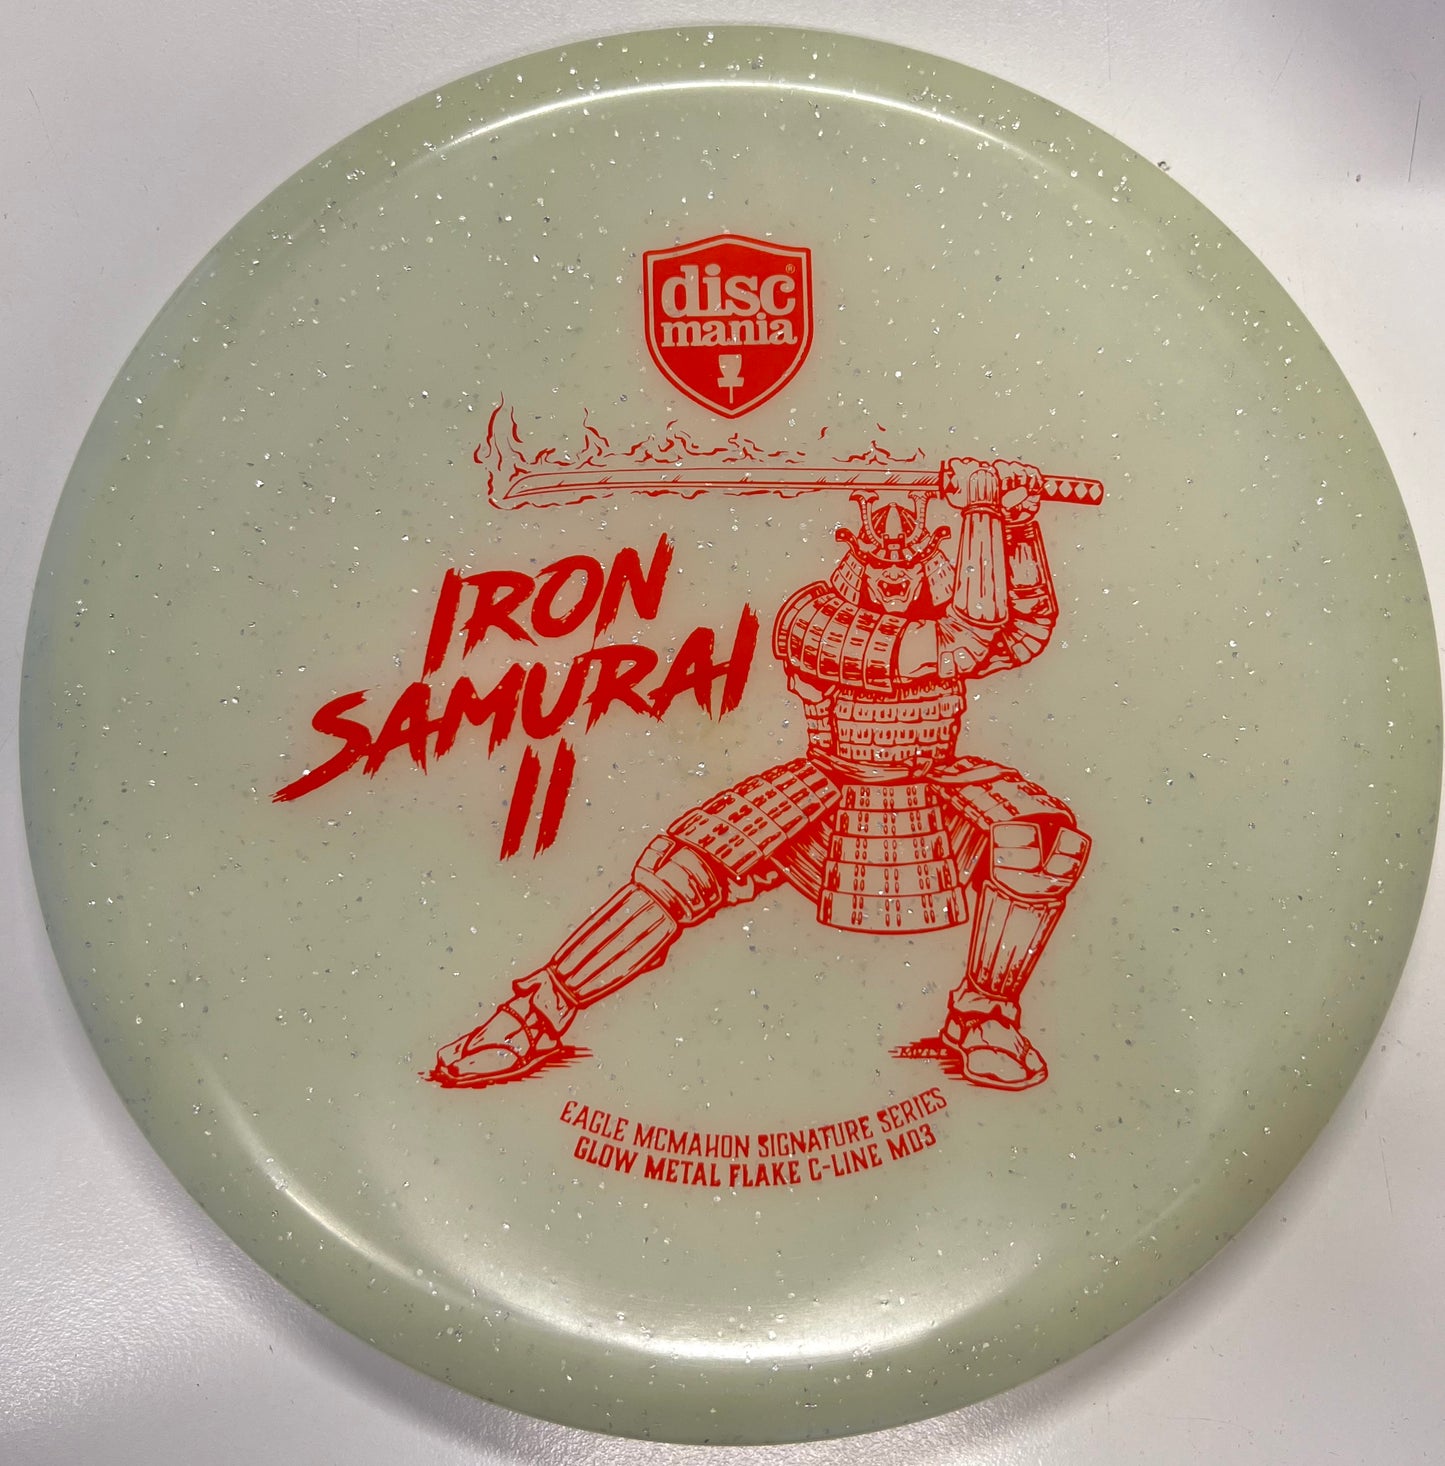 disc®
mania
IRON
SAMURAI
II
EAGLE MCMAHON SIGNATURE SERIES
GLOW METAL FLAKE C-LINE MD3